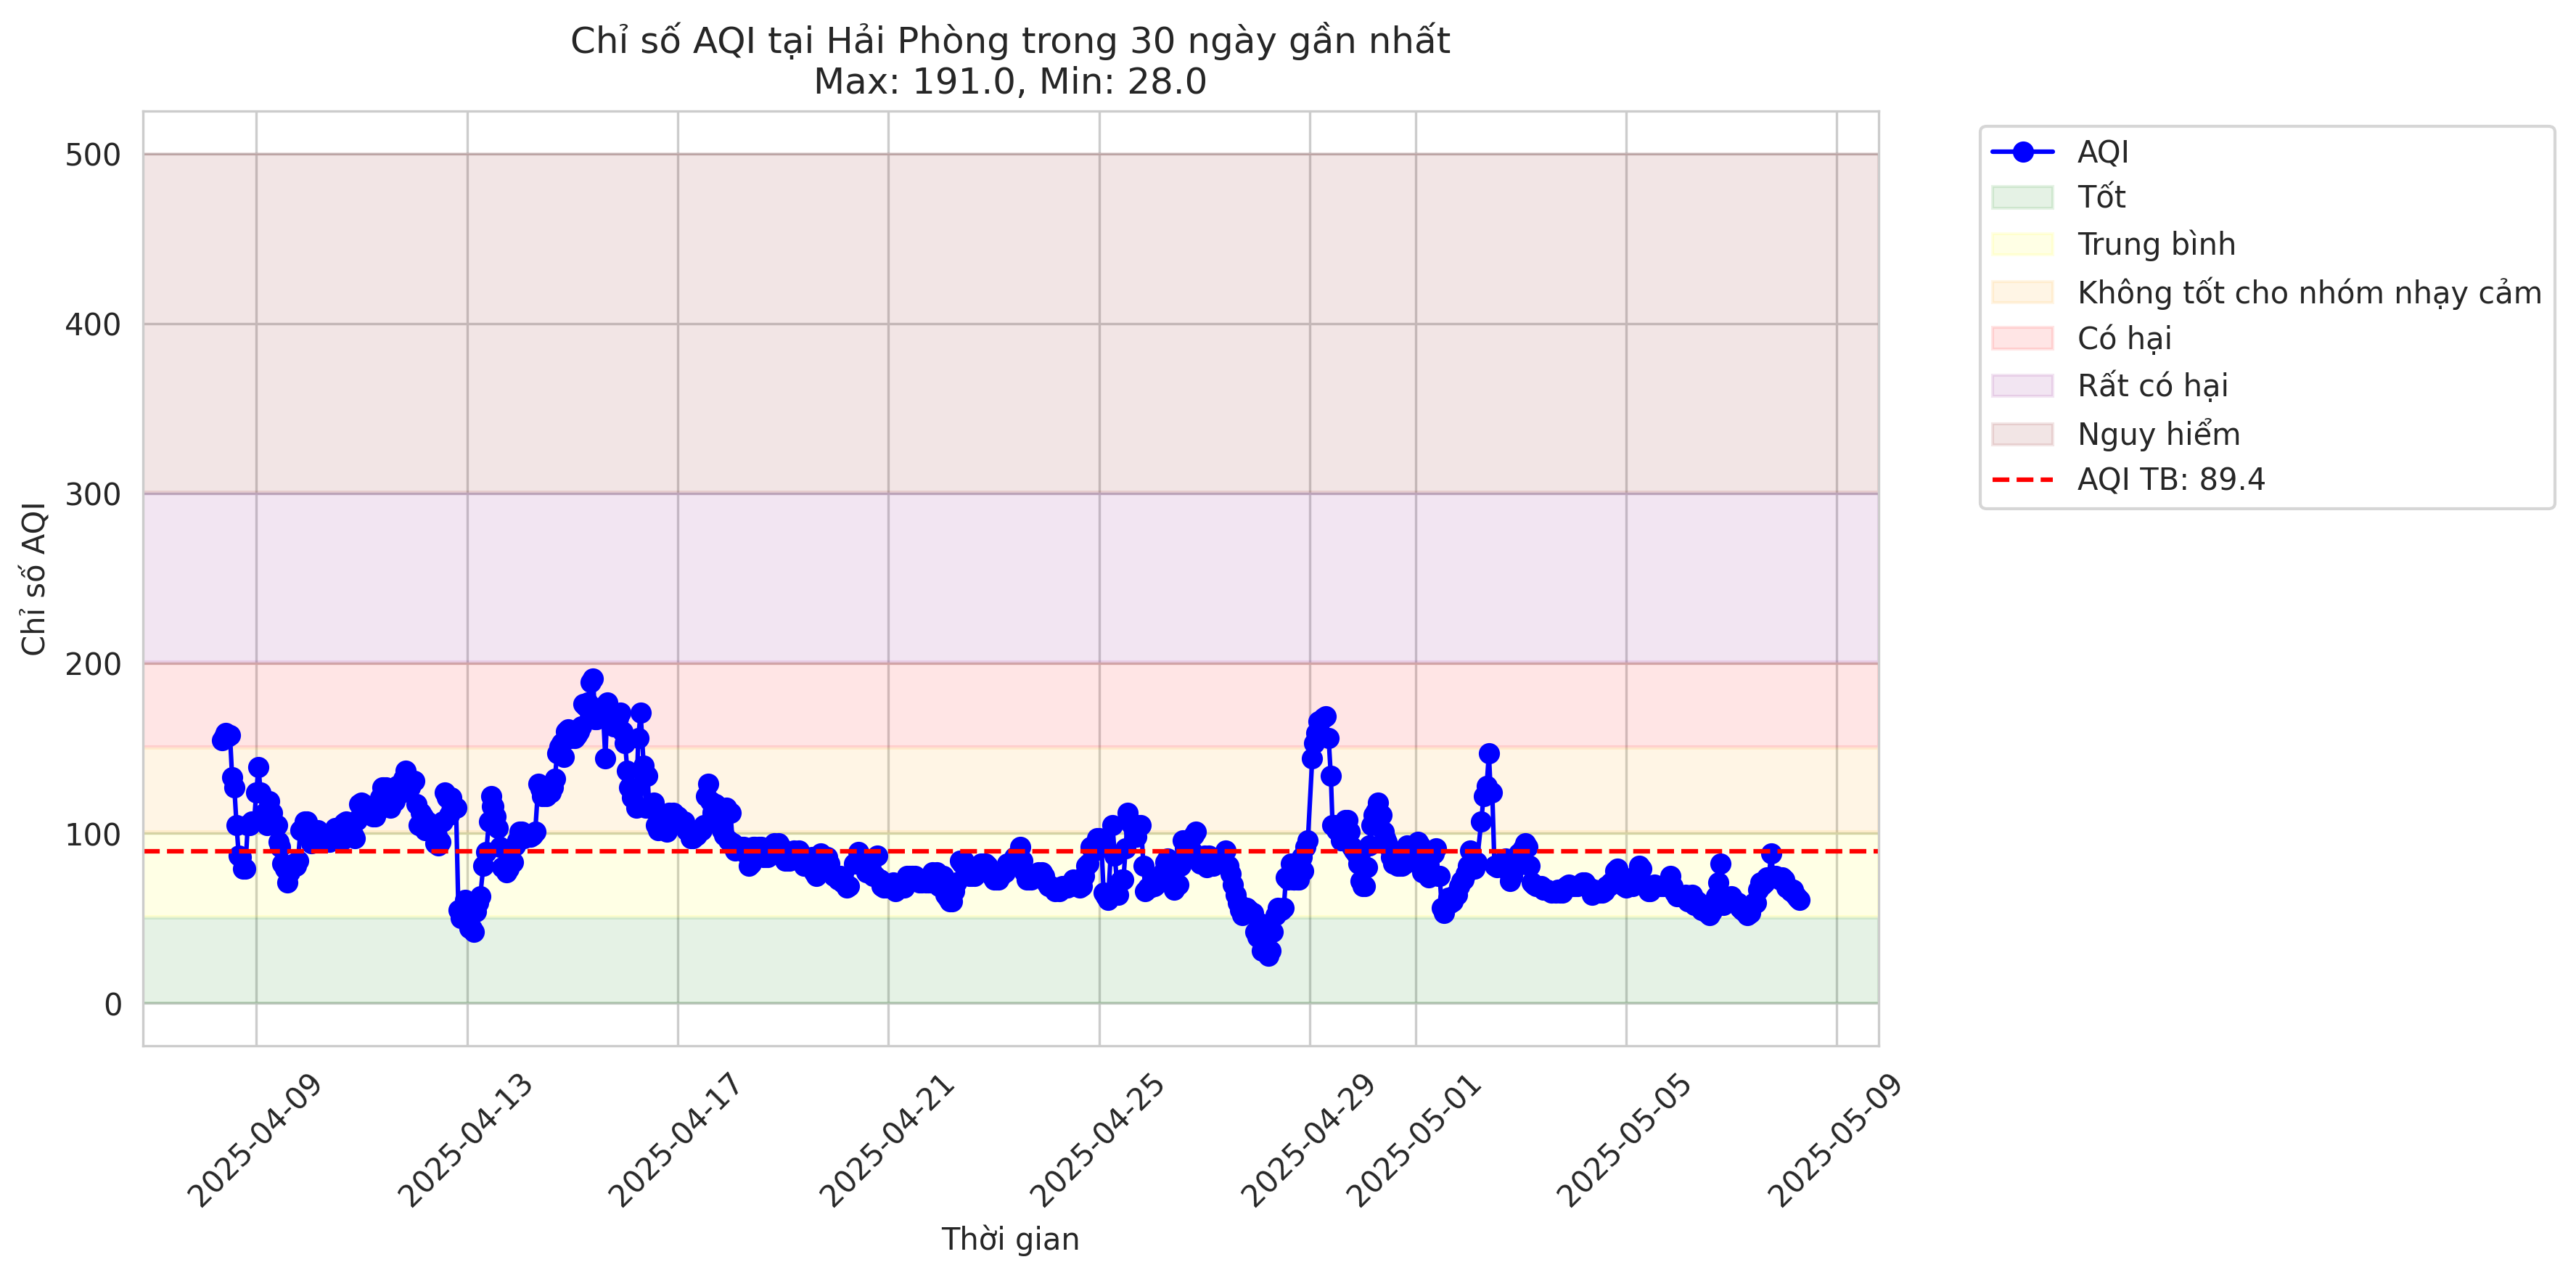 Chỉ số AQI tại Hải Phòng trong 30 ngày gần nhất
Max: 191.0, Min: 28.0
Chỉ số AQI
500
400
300
200
100
0
2025-04-09
2025-04-13
2025-04-17
2025-04-21
2025-04-25
2025-04-29
2025-05-01
2025-05-05
2025-05-09
Thời gian
AQI
Tốt
Trung bình
Không tốt cho nhóm nhạy cảm
Có hại
Rất có hại
Nguy hiểm
AQI TB: 89.4